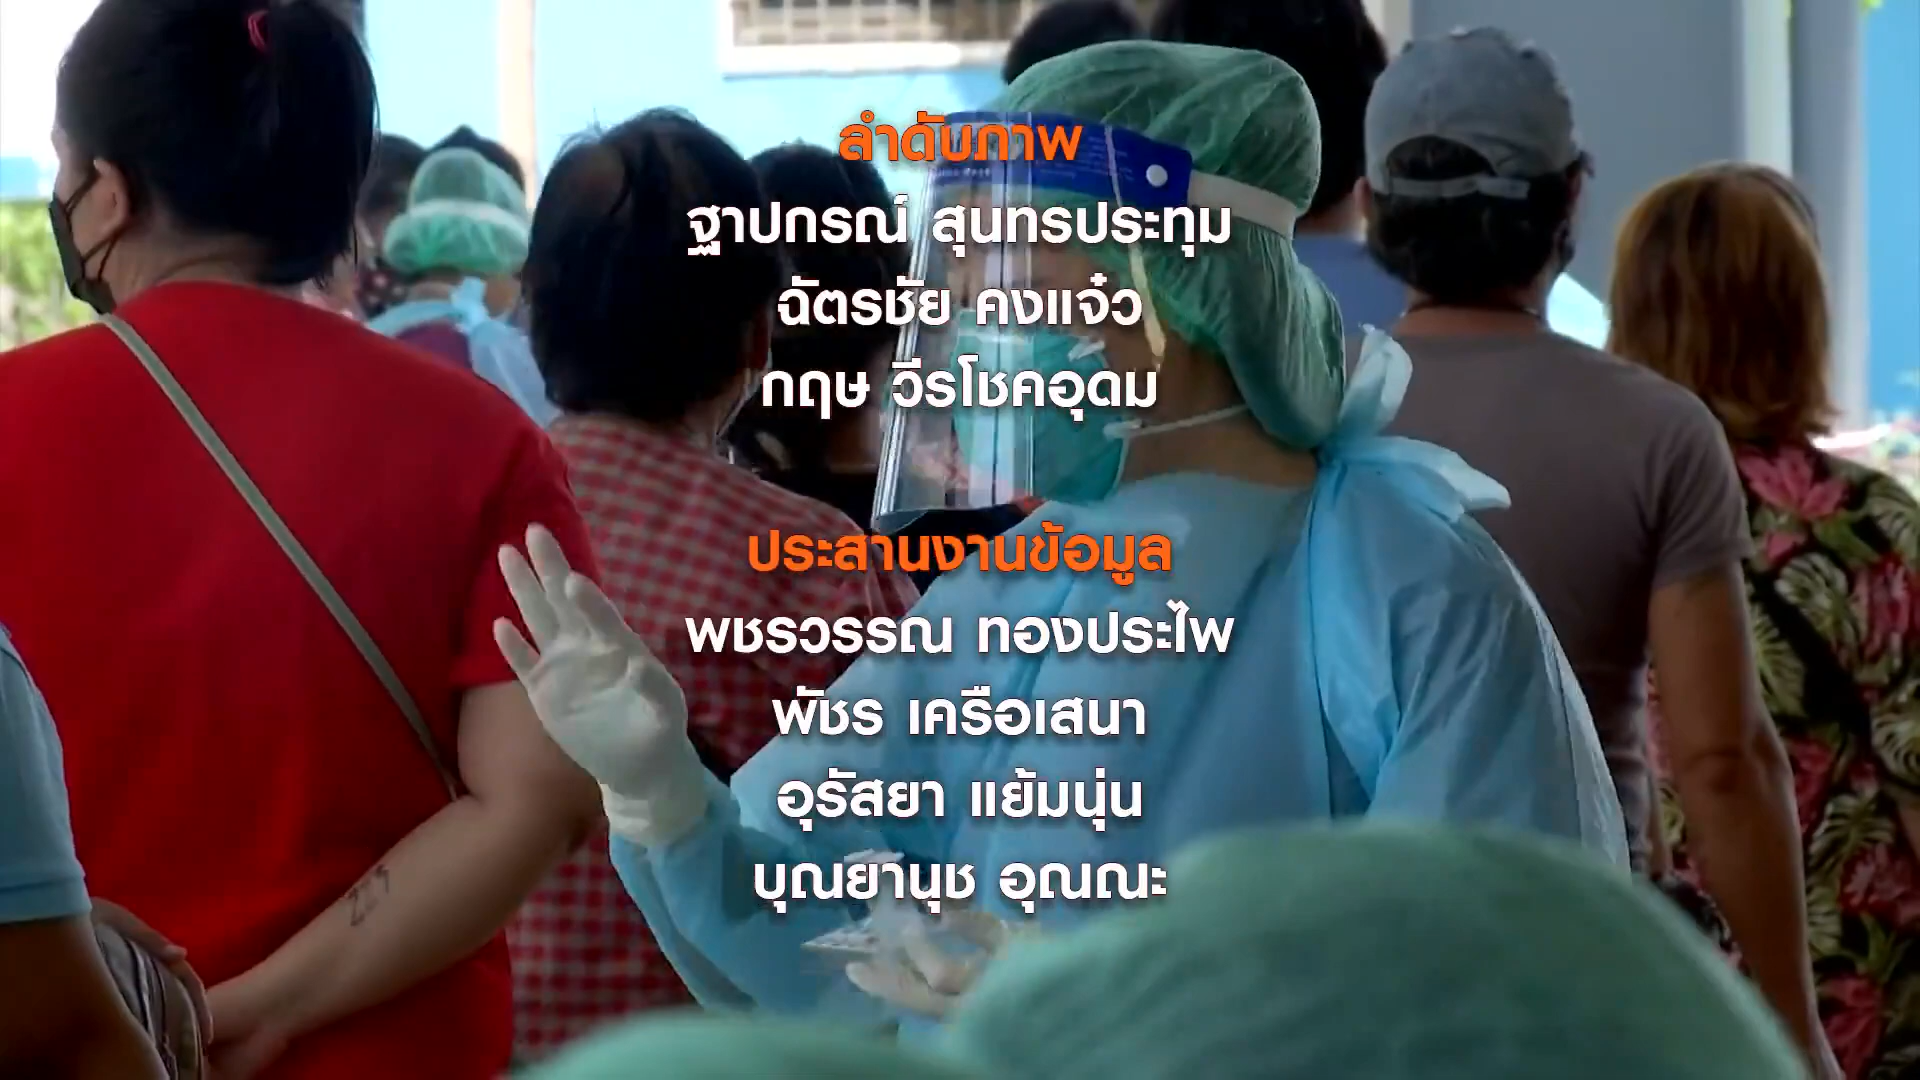 ลำดับภาพ
ฐาปกรณ์ สุนทรประทุม
ฉัตรชัย คงแจ๋ว
กฤษ วีรโชคอุดม
ประสานงานข้อมูล
พชรวรรณ ทองประไพ
พัชร เครือเสนา
อุรัสยา แย้มนุ่น
บุณยานุช อุณณะ